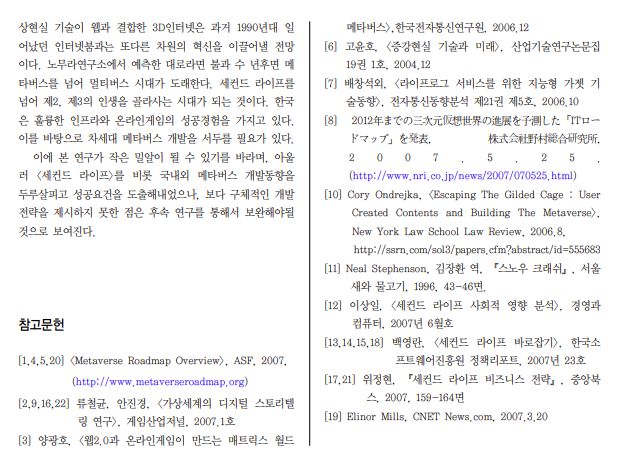 상현실 기술이 웹과 결합한 3D인터넷은 과거 1990년대 일
어났던 인터넷붐과는 또다른 차원의 혁신을 이끌어낼 전망
이다. 노무라연구소에서 예측한 대로라면 불과 수 년후면 메
타버스를 넘어 멀티버스 시대가 도래한다. 세컨드 라이프를
넘어 제2, 제3의 인생을 골라사는 시대가 되는 것이다. 한국
은 훌륭한 인프라와 온라인게임의 성공경험을 가지고 있다.
이를 바탕으로 차세대 메타버스 개발을 서두를 필요가 있다.
이에 본 연구가 작은 밀알이 될 수 있기를 바라며, 아울
러 <세컨드 라이프>를 비롯 국내외 메타버스 개발동향을
두루살피고 성공요건을 도출해내었으나, 보다 구체적인 개발
전략을 제시하지 못한 점은 후속 연구를 통해서 보완해야될
것으로 보여진다.
참고문헌
[1,4,5,20] <Metaverse Roadmap Overview>, ASF, 2007,
(http://www.metaverseroadmap.org)
[2,9,16,22] 류철균, 안진경, <가상세계의 디지털 스토리텔
링 연구>, 게임산업저널, 2007.1호
[3] 양광호, <웹2.0과 온라인게임이 만드는 매트릭스 월드
메타버스>,한국전자통신연구원, 2006.12
[6] 고윤호, <증강현실 기술과 미래>, 산업기술연구논문집
19권 1호, 2004.12
[7] 배창석외, <라이프로그 서비스를 위한 지능형 가젯 기
술동향>, 전자통신동향분석 제21권 제5호, 2006.10
[8] 2012年までの三次元仮想世界の進展を予測した「ITロー
ドマップ」を発表, 株式会社野村総合研究所,
2 0 0 7 . 5 . 2 5 .
(http://www.nri.co.jp/news/2007/070525.html)
[10] Cory Ondrejka, <Escaping The Gilded Cage : User
Created Contents and Building The Metaverse>,
New York Law School Law Review, 2006.8,
http://ssrn.com/sol3/papers.cfm?abstract/id=555683
[11] Neal Stephenson, 김장환 역, 『스노우 크래쉬』, 서울
새와 물고기, 1996, 43-46면,
[12] 이상일, <세컨드 라이프 사회적 영향 분석>, 경영과
컴퓨터, 2007년 6월호
[13,14,15,18] 백영란, <세컨드 라이프 바로잡기>, 한국소
프트웨어진흥원 정책리포트, 2007년 23호
[17,21] 위정현, 『세컨드 라이프 비즈니스 전략』, 중앙북
스, 2007, 159-164면
[19] Elinor Mills, CNET News.com, 2007.3.20